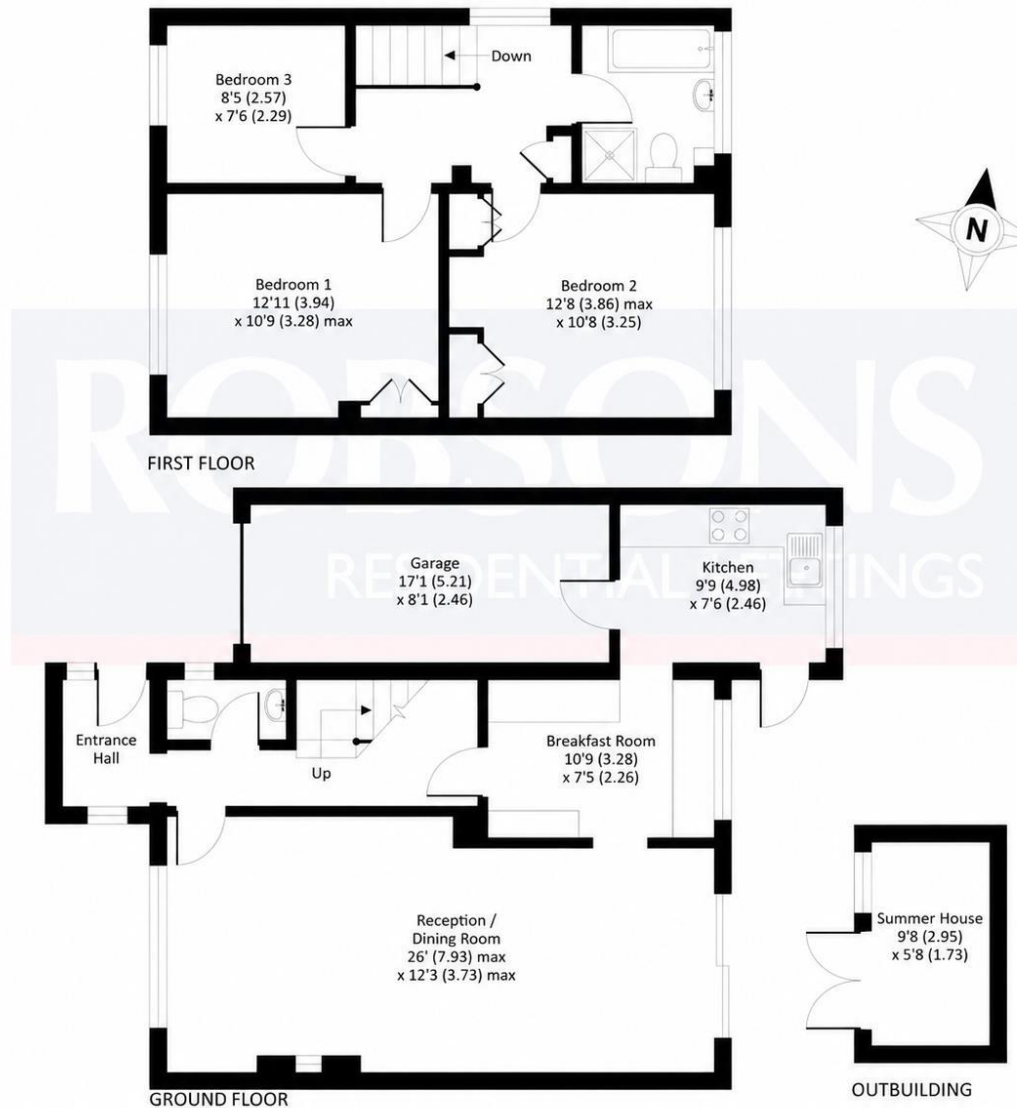 Down
Bedroom 3
8'5 (2.57)
x 7'6 (2.29)
N
Bedroom 1
12'11 (3.94)
x 10'9 (3.28) max
Bedroom 2
12'8 (3.86) max
x 10'8 (3.25)
ROBSONS
RESIDENTIAL LETTINGS
FIRST FLOOR
Garage
17'1 (5.21)
x 8'1 (2.46)
Kitchen
9'9 (4.98)
x 7'6 (2.46)
Entrance
Hall
Up
Breakfast Room
10'9 (3.28)
x 7'5 (2.26)
Reception /
Dining Room
26' (7.93) max
x 12'3 (3.73) max
Summer House
9'8 (2.95)
x 5'8 (1.73)
GROUND FLOOR
OUTBUILDING